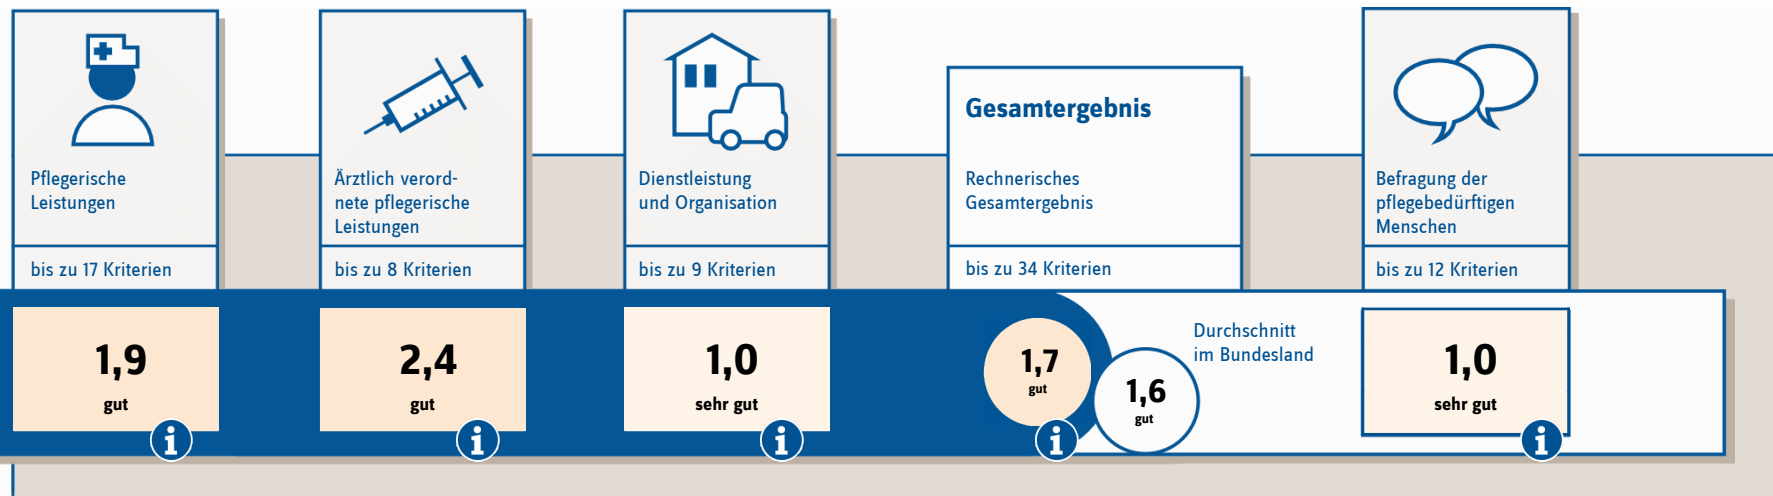 Pflegerische
Leistungen
bis zu 17 Kriterien
1,9
gut
i
Ärztlich verord-
nete pflegerische
Leistungen
bis zu 8 Kriterien
2,4
gut
i
Dienstleistung
und Organisation
bis zu 9 Kriterien
1,0
sehr gut
i
Gesamtergebnis
Rechnerisches
Gesamtergebnis
bis zu 34 Kriterien
1,7
gut
i
Durchschnitt
im Bundesland
1,6
gut
Befragung der
pflegebedürftigen
Menschen
bis zu 12 Kriterien
1,0
sehr gut
i